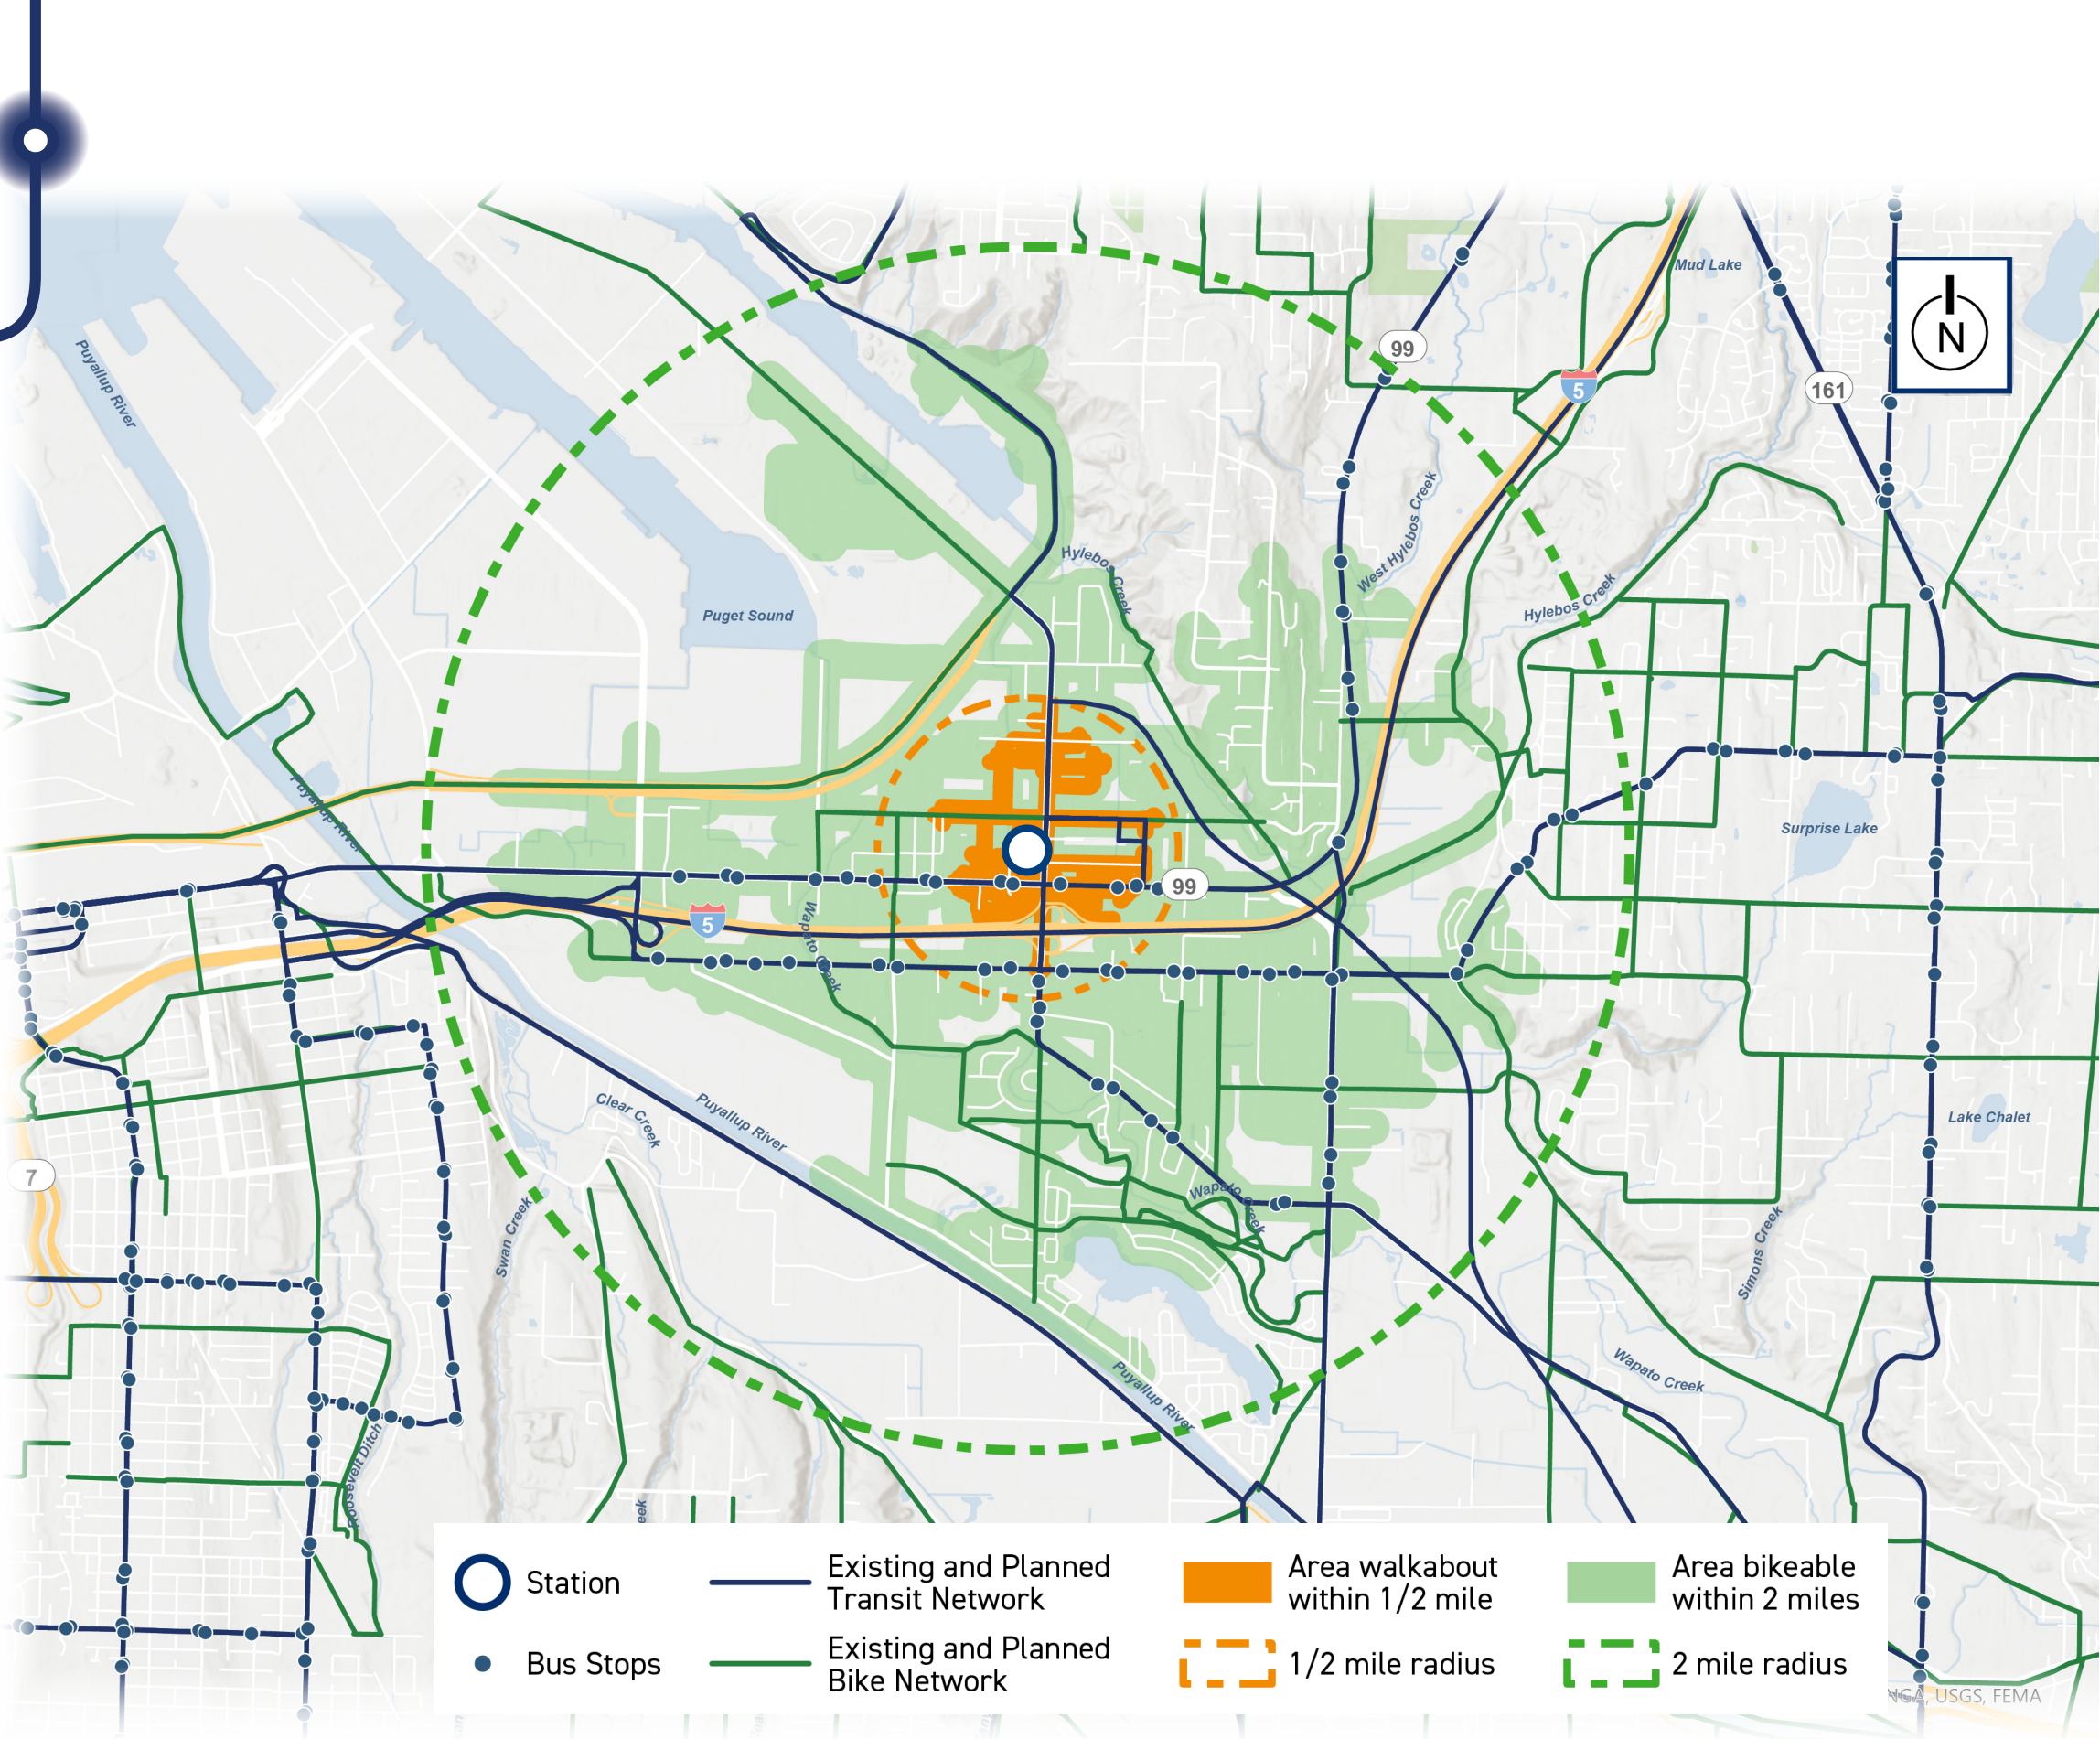 Mud Lake
N
99
5
161
Puyallup River
West Hylebos Creek
Hylebos Creek
Hylebos Creek
Puget Sound
Puyallup River
Surprise Lake
99
5
Wapato Creek
Clear Creek
Puyallup River
Lake Chalet
7
Swan Creek
Wapato Creek
Simons Creek
Wapato Creek
Puyallup River
Roosevelt Ditch
eek
Station
Existing and Planned
Transit Network
Area walkabout
within 1/2 mile
Area bikeable
within 2 miles
Bus Stops
Existing and Planned
Bike Network
1/2 mile radius
2 mile radius
NGA, USGS, FEMA